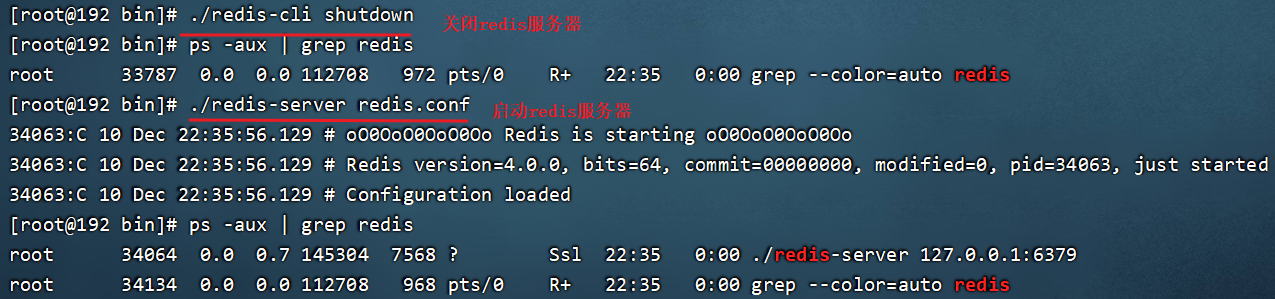 [root@192 bin]# ./redis-cli shutdown 关闭redis服务器
[root@192 bin]# ps -aux | grep redis
root 33787 0.0 0.0 112708 972 pts/0 R+ 22:35 0:00 grep --color=auto redis
[root@192 bin]# ./redis-server redis.conf 启动redis服务器
34063:C 10 Dec 22:35:56.129 # oO0OoO0OoO0Oo Redis is starting oO0OoO0OoO0Oo
34063:C 10 Dec 22:35:56.129 # Redis version=4.0.0, bits=64, commit=00000000, modified=0, pid=34063, just started
34063:C 10 Dec 22:35:56.129 # Configuration loaded
[root@192 bin]# ps -aux | grep redis
root 34064 0.0 0.7 145304 7568 ? Ssl 22:35 0:00 ./redis-server 127.0.0.1:6379
root 34134 0.0 0.0 112708 968 pts/0 R+ 22:35 0:00 grep --color=auto redis